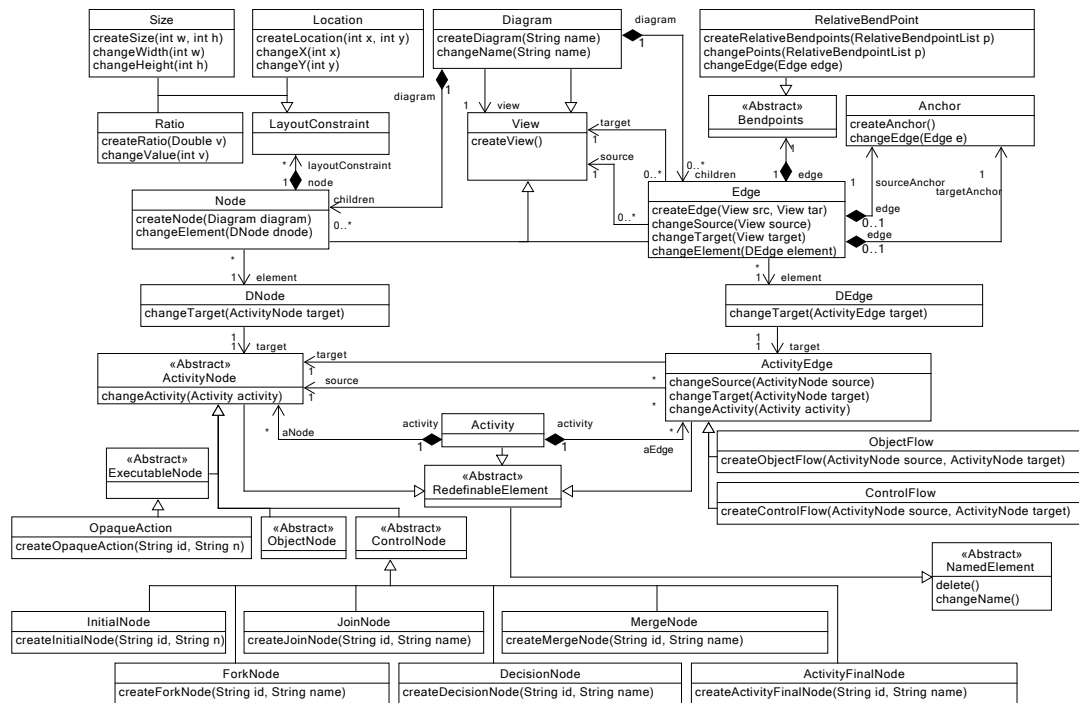 Size
createSize(int w, int h)
changeWidth(int w)
changeHeight(int h)
Location
createLocation(int x, int y)
changeX(int x)
changeY(int y)
Diagram
createDiagram(String name)
changeName(String name)
diagram
1
RelativeBendPoint
createRelativeBendpoints(RelativeBendpointList p)
changePoints(RelativeBendpointList p)
changeEdge(Edge edge)
diagram
1
Ratio
createRatio(Double v)
changeValue(int v)
LayoutConstraint
1
view
View
createView()
target
1
source
1
«Abstract»
Bendpoints
Anchor
createAnchor()
changeEdge(Edge e)
*
layoutConstraint
1
node
1
1
edge
0..*
0..*
children
1
sourceAnchor
1
targetAnchor
Node
createNode(Diagram diagram)
changeElement(DNode dnode)
children
0..*
0..*
Edge
createEdge(View src, View tar)
changeSource(View source)
changeTarget(View target)
changeElement(DEdge element)
edge
0..1
edge
0..1
*
1
element
*
1
element
DNode
changeTarget(ActivityNode target)
DEdge
changeTarget(ActivityEdge target)
1
1
target
1
1
target
«Abstract»
ActivityNode
changeActivity(Activity activity)
target
1
source
1
*
*
ActivityEdge
changeSource(ActivityNode source)
changeTarget(ActivityNode target)
changeActivity(Activity activity)
*
aNode
activity
1
Activity
activity
1
*
aEdge
«Abstract»
ExecutableNode
«Abstract»
RedefinableElement
ObjectFlow
createObjectFlow(ActivityNode source, ActivityNode target)
ControlFlow
createControlFlow(ActivityNode source, ActivityNode target)
OpaqueAction
createOpaqueAction(String id, String n)
«Abstract»
ObjectNode
«Abstract»
ControlNode
«Abstract»
NamedElement
delete()
changeName()
InitialNode
createInitialNode(String id, String n)
JoinNode
createJoinNode(String id, String name)
MergeNode
createMergeNode(String id, String name)
ForkNode
createForkNode(String id, String name)
DecisionNode
createDecisionNode(String id, String name)
ActivityFinalNode
createActivityFinalNode(String id, String name)